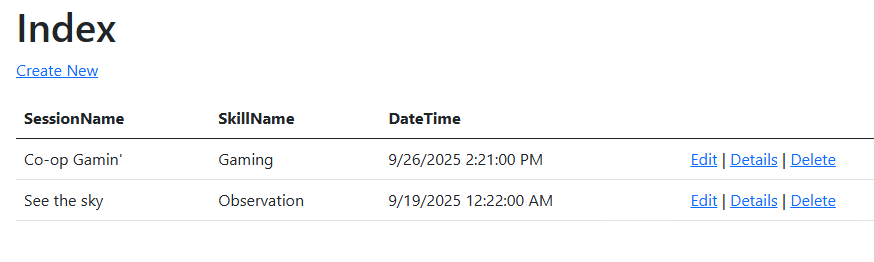 Index
Create New
SessionName SkillName DateTime
Co-op Gamin' Gaming 9/26/2025 2:21:00 PM Edit | Details | Delete
See the sky Observation 9/19/2025 12:22:00 AM Edit | Details | Delete